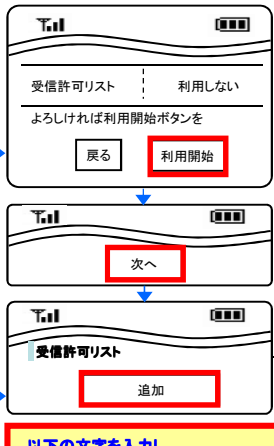 受信許可リスト 利用しない
よろしければ利用開始ボタンを
戻る 利用開始
次へ
受信許可リスト
追加
以下の文字を入力し